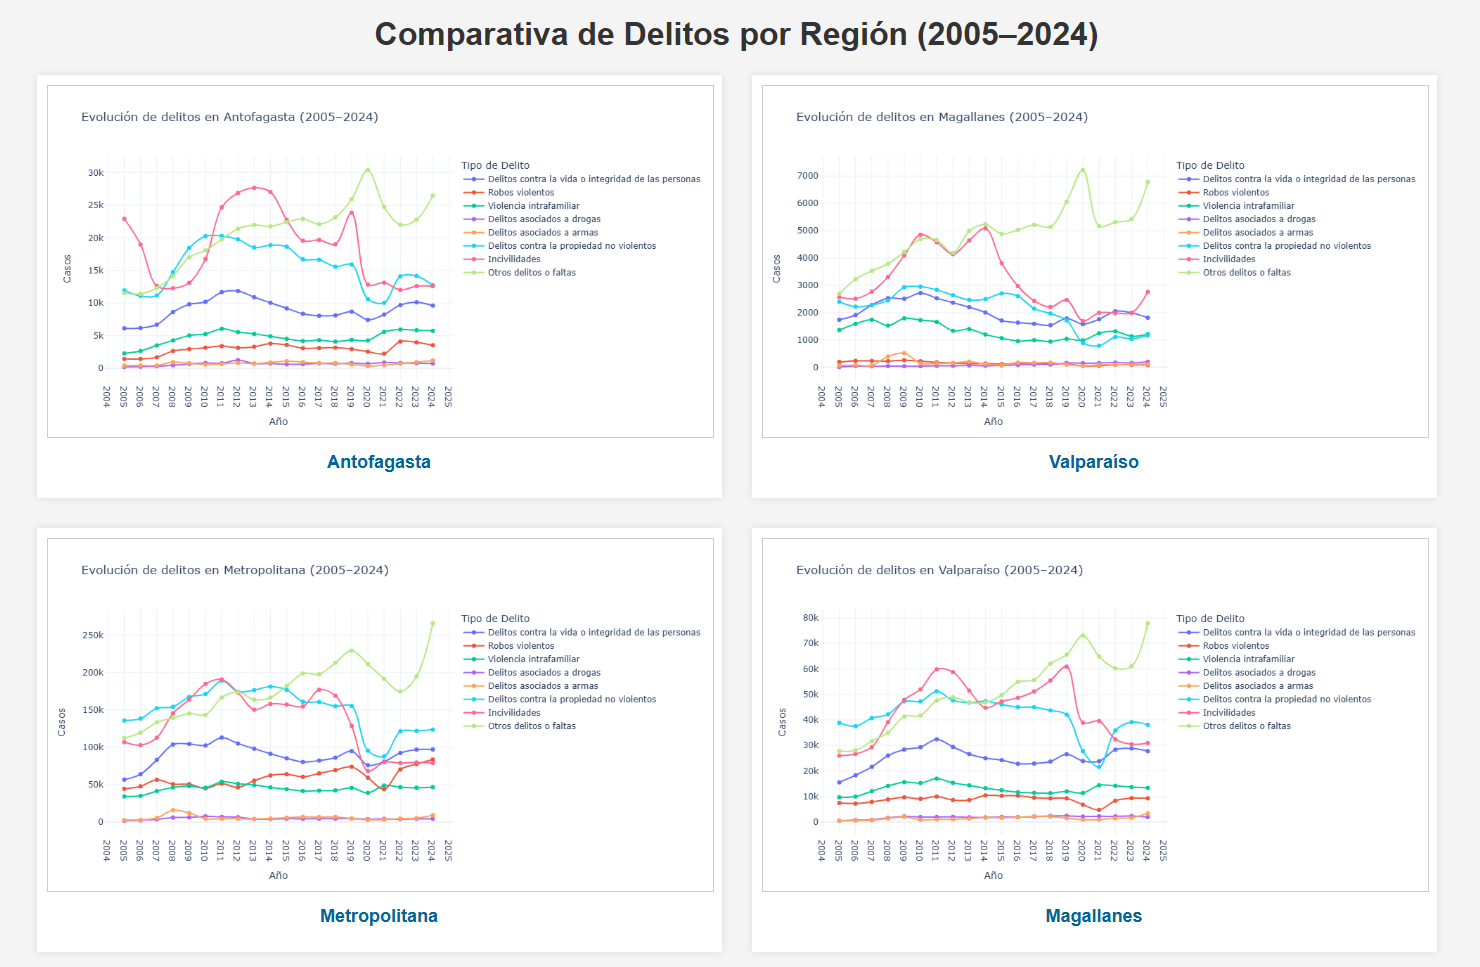 Comparativa de Delitos por Región (2005–2024)
Evolución de delitos en Antofagasta (2005–2024)
Tipo de Delito
Delitos contra la vida o integridad de las personas
Robos violentos
Violencia intrafamiliar
Delitos asociados a drogas
Delitos asociados a armas
Delitos contra la propiedad no violentos
Incivilidades
Otros delitos o faltas
Casos
30k
25k
20k
15k
10k
5k
0
2004 2005 2006 2007 2008 2009 2010 2011 2012 2013 2014 2015 2016 2017 2018 2019 2020 2021 2022 2023 2024 2025
Año
Antofagasta
Evolución de delitos en Magallanes (2005–2024)
Tipo de Delito
Delitos contra la vida o integridad de las personas
Robos violentos
Violencia intrafamiliar
Delitos asociados a drogas
Delitos asociados a armas
Delitos contra la propiedad no violentos
Incivilidades
Otros delitos o faltas
Casos
7000
6000
5000
4000
3000
2000
1000
0
2004 2005 2006 2007 2008 2009 2010 2011 2012 2013 2014 2015 2016 2017 2018 2019 2020 2021 2022 2023 2024 2025
Año
Valparaíso
Evolución de delitos en Metropolitana (2005–2024)
Tipo de Delito
Delitos contra la vida o integridad de las personas
Robos violentos
Violencia intrafamiliar
Delitos asociados a drogas
Delitos asociados a armas
Delitos contra la propiedad no violentos
Incivilidades
Otros delitos o faltas
Casos
250k
200k
150k
100k
50k
0
2004 2005 2006 2007 2008 2009 2010 2011 2012 2013 2014 2015 2016 2017 2018 2019 2020 2021 2022 2023 2024 2025
Año
Metropolitana
Evolución de delitos en Valparaíso (2005–2024)
Tipo de Delito
Delitos contra la vida o integridad de las personas
Robos violentos
Violencia intrafamiliar
Delitos asociados a drogas
Delitos asociados a armas
Delitos contra la propiedad no violentos
Incivilidades
Otros delitos o faltas
Casos
80k
70k
60k
50k
40k
30k
20k
10k
0
2004 2005 2006 2007 2008 2009 2010 2011 2012 2013 2014 2015 2016 2017 2018 2019 2020 2021 2022 2023 2024 2025
Año
Magallanes